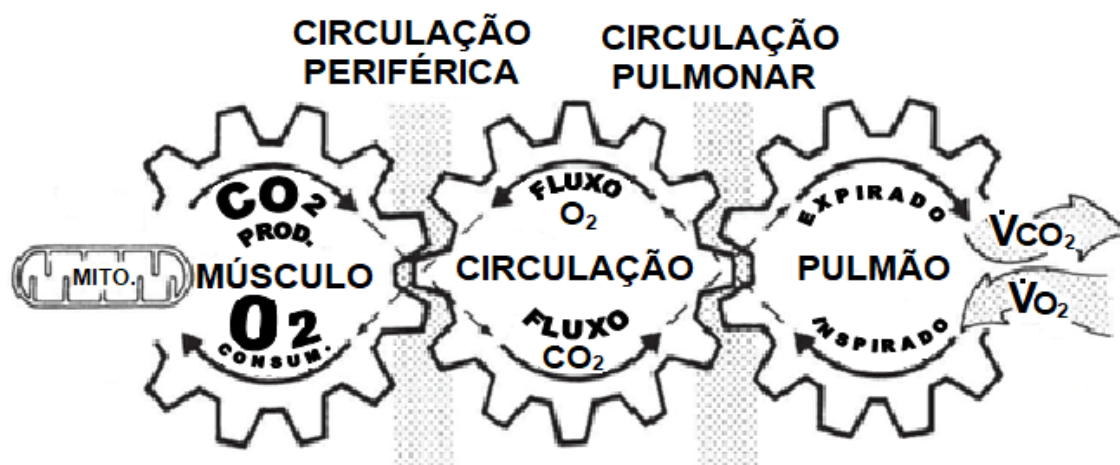 CIRCULAÇÃO
PERIFÉRICA
CIRCULAÇÃO
PULMONAR
CO2
PROD.
MITO.
MÚSCULO
O2
CONSUM.
FLUXO
O2
CIRCULAÇÃO
FLUXO
CO2
EXPIRADO
PULMÃO
INSPIRADO
V̇CO2
V̇O2